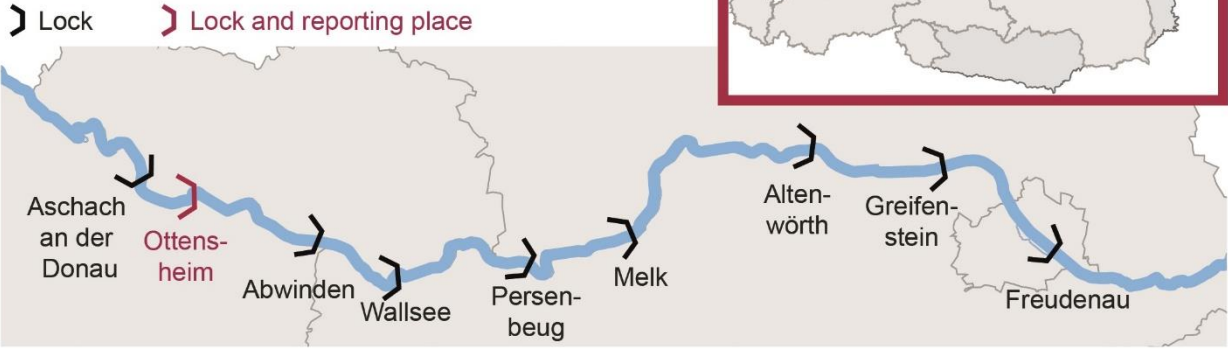 Lock
Lock and reporting place
Aschach
an der
Donau
Ottens-
heim
Abwinden
Wallsee
Persen-
beug
Melk
Alten-
wörth
Greifen-
stein
Freudenau